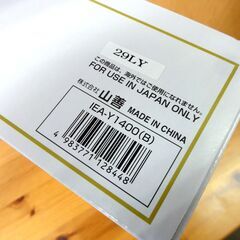 29LY
この商品は、海外ではご使用になれません。
FOR USE IN JAPAN ONLY
株式会社 山善
MADE IN CHINA
IEA-Y1400(B)
4 983771 128448